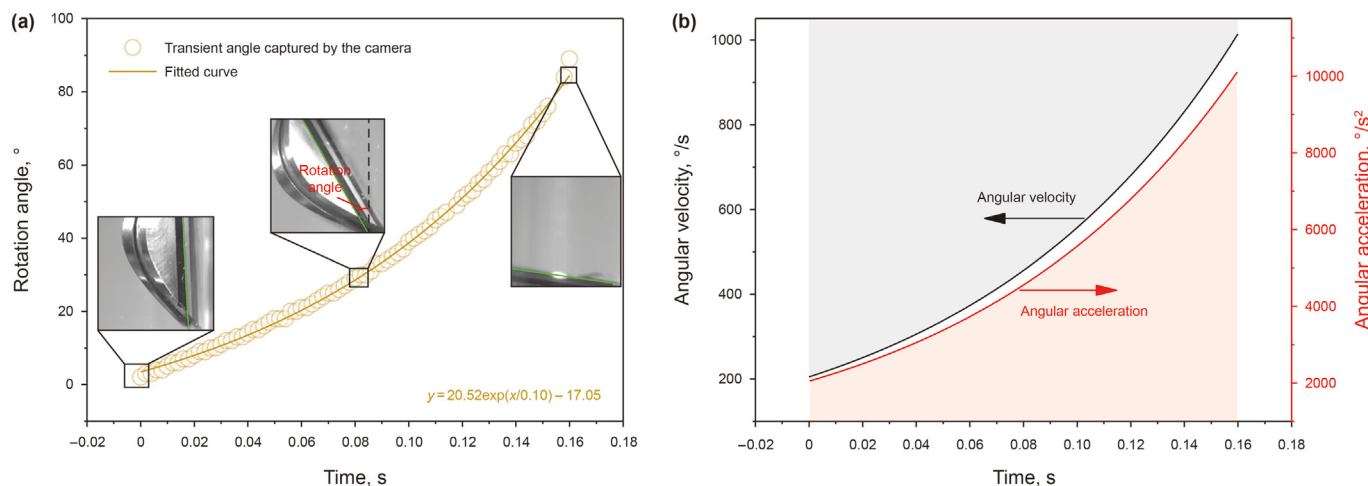 (a)
100
80
60
40
20
0
–20
Rotation angle, °
Transient angle captured by the camera
Fitted curve
Rotation
angle
y = 20.52exp(x/0.10) – 17.05
–0.02 0 0.02 0.04 0.06 0.08 0.10 0.12 0.14 0.16 0.18
Time, s
(b)
1000
800
600
400
200
Angular velocity, °/s
Angular velocity
Angular acceleration
10000
8000
6000
4000
2000
Angular acceleration, °/s²
–0.02 0 0.02 0.04 0.06 0.08 0.10 0.12 0.14 0.16 0.18
Time, s